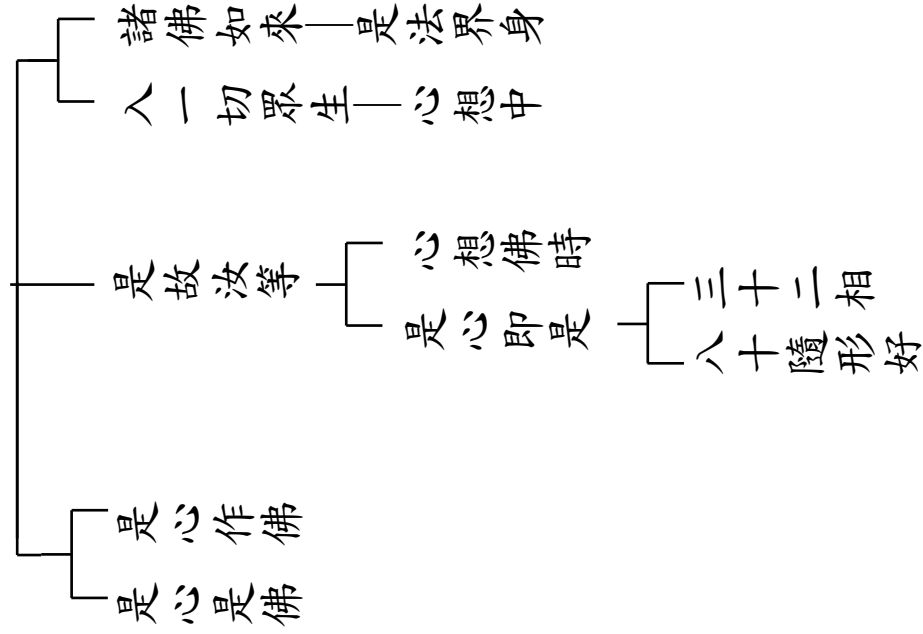 諸佛如來—是法界身
入一切眾生—心想中
是故汝等
心想佛時
是心即是
三十二相
八十隨形好
是心作佛
是心是佛